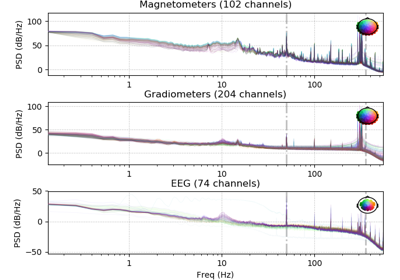 Magnetometers (102 channels)
PSD (dB/Hz)
100
50
0
1
10
100
Gradiometers (204 channels)
PSD (dB/Hz)
100
50
0
1
10
100
EEG (74 channels)
PSD (dB/Hz)
50
0
−50
1
10
100
Freq (Hz)